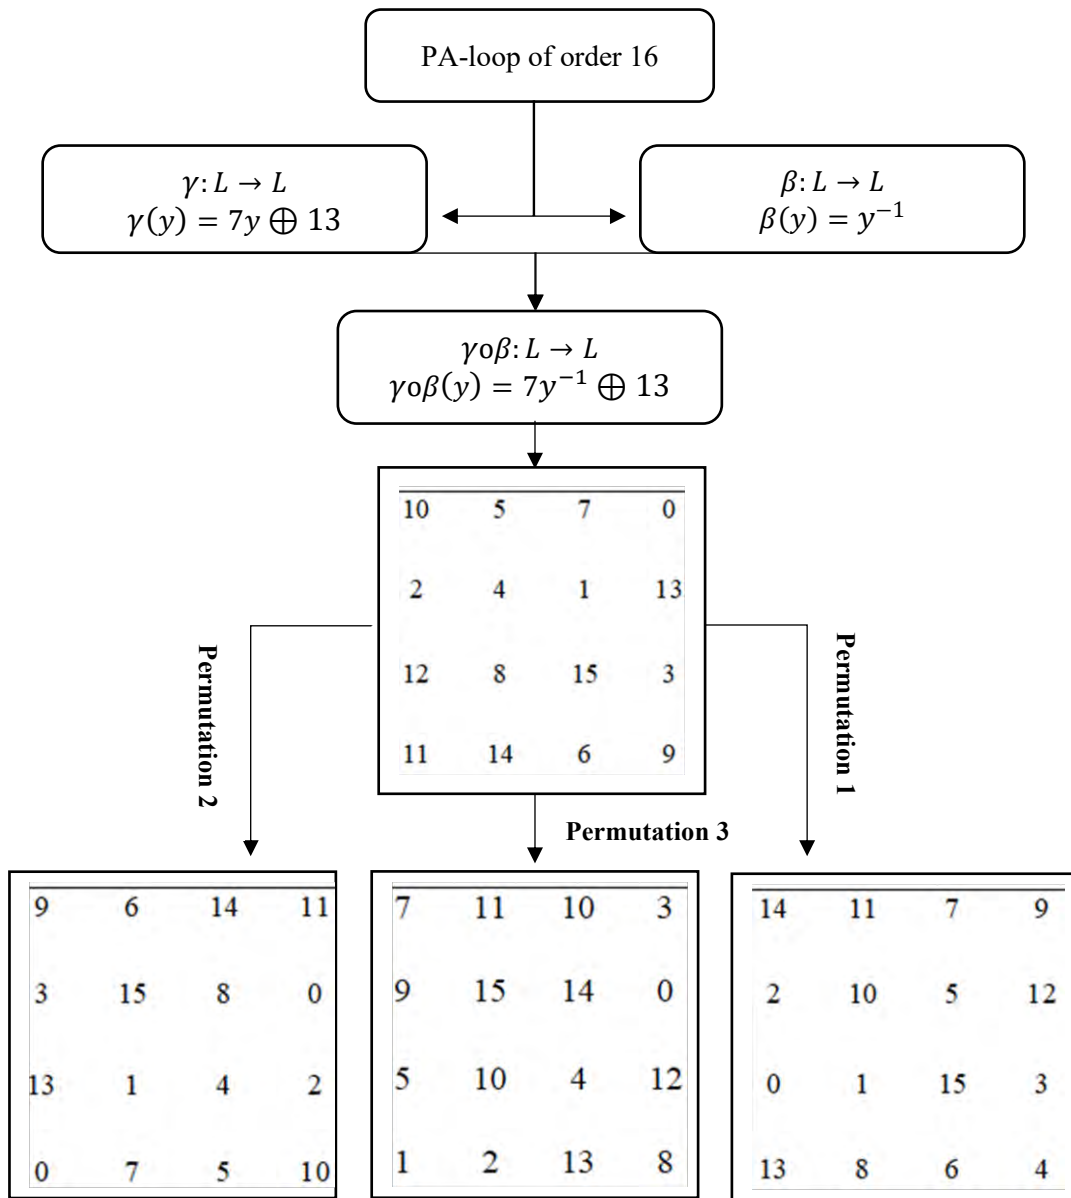 PA-loop of order 16
𝛾: 𝐿 → 𝐿
𝛾(𝑦) = 7𝑦 ⊕ 13
𝛽: 𝐿 → 𝐿
𝛽(𝑦) = 𝑦⁻¹
𝛾o𝛽: 𝐿 → 𝐿
𝛾o𝛽(𝑦) = 7𝑦⁻¹ ⊕ 13
10 5 7 0
2 4 1 13
12 8 15 3
11 14 6 9
Permutation 2
Permutation 3
Permutation 1
9 6 14 11
3 15 8 0
13 1 4 2
0 7 5 10
7 11 10 3
9 15 14 0
5 10 4 12
1 2 13 8
14 11 7 9
2 10 5 12
0 1 15 3
13 8 6 4